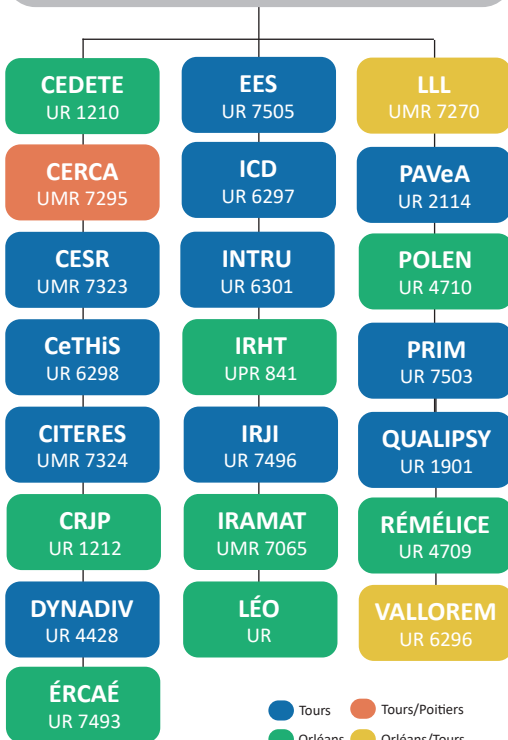 CEDETE
UR 1210
CERCA
UMR 7295
CESR
UMR 7323
CeTHiS
UR 6298
CITERES
UMR 7324
CRJP
UR 1212
DYNADIV
UR 4428
ÉRCAÉ
UR 7493
EES
UR 7505
ICD
UR 6297
INTRU
UR 6301
IRHT
UPR 841
IRJI
UR 7496
IRAMAT
UMR 7065
LÉO
UR
LLL
UMR 7270
PAVeA
UR 2114
POLEN
UR 4710
PRIM
UR 7503
QUALIPSY
UR 1901
RÉMÉLICE
UR 4709
VALLOREM
UR 6296
Tours
Tours/Poitiers
Orléans
Orléans/Tours